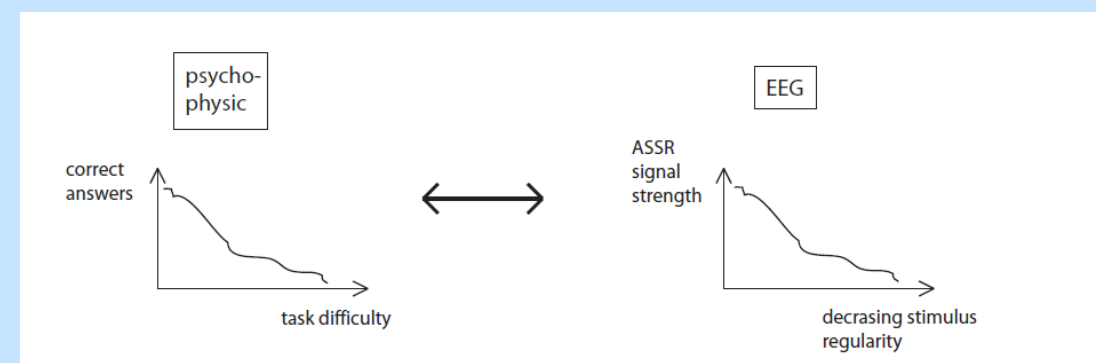 psycho-
physic
correct
answers
task difficulty
EEG
ASSR
signal
strength
decrasing stimulus
regularity